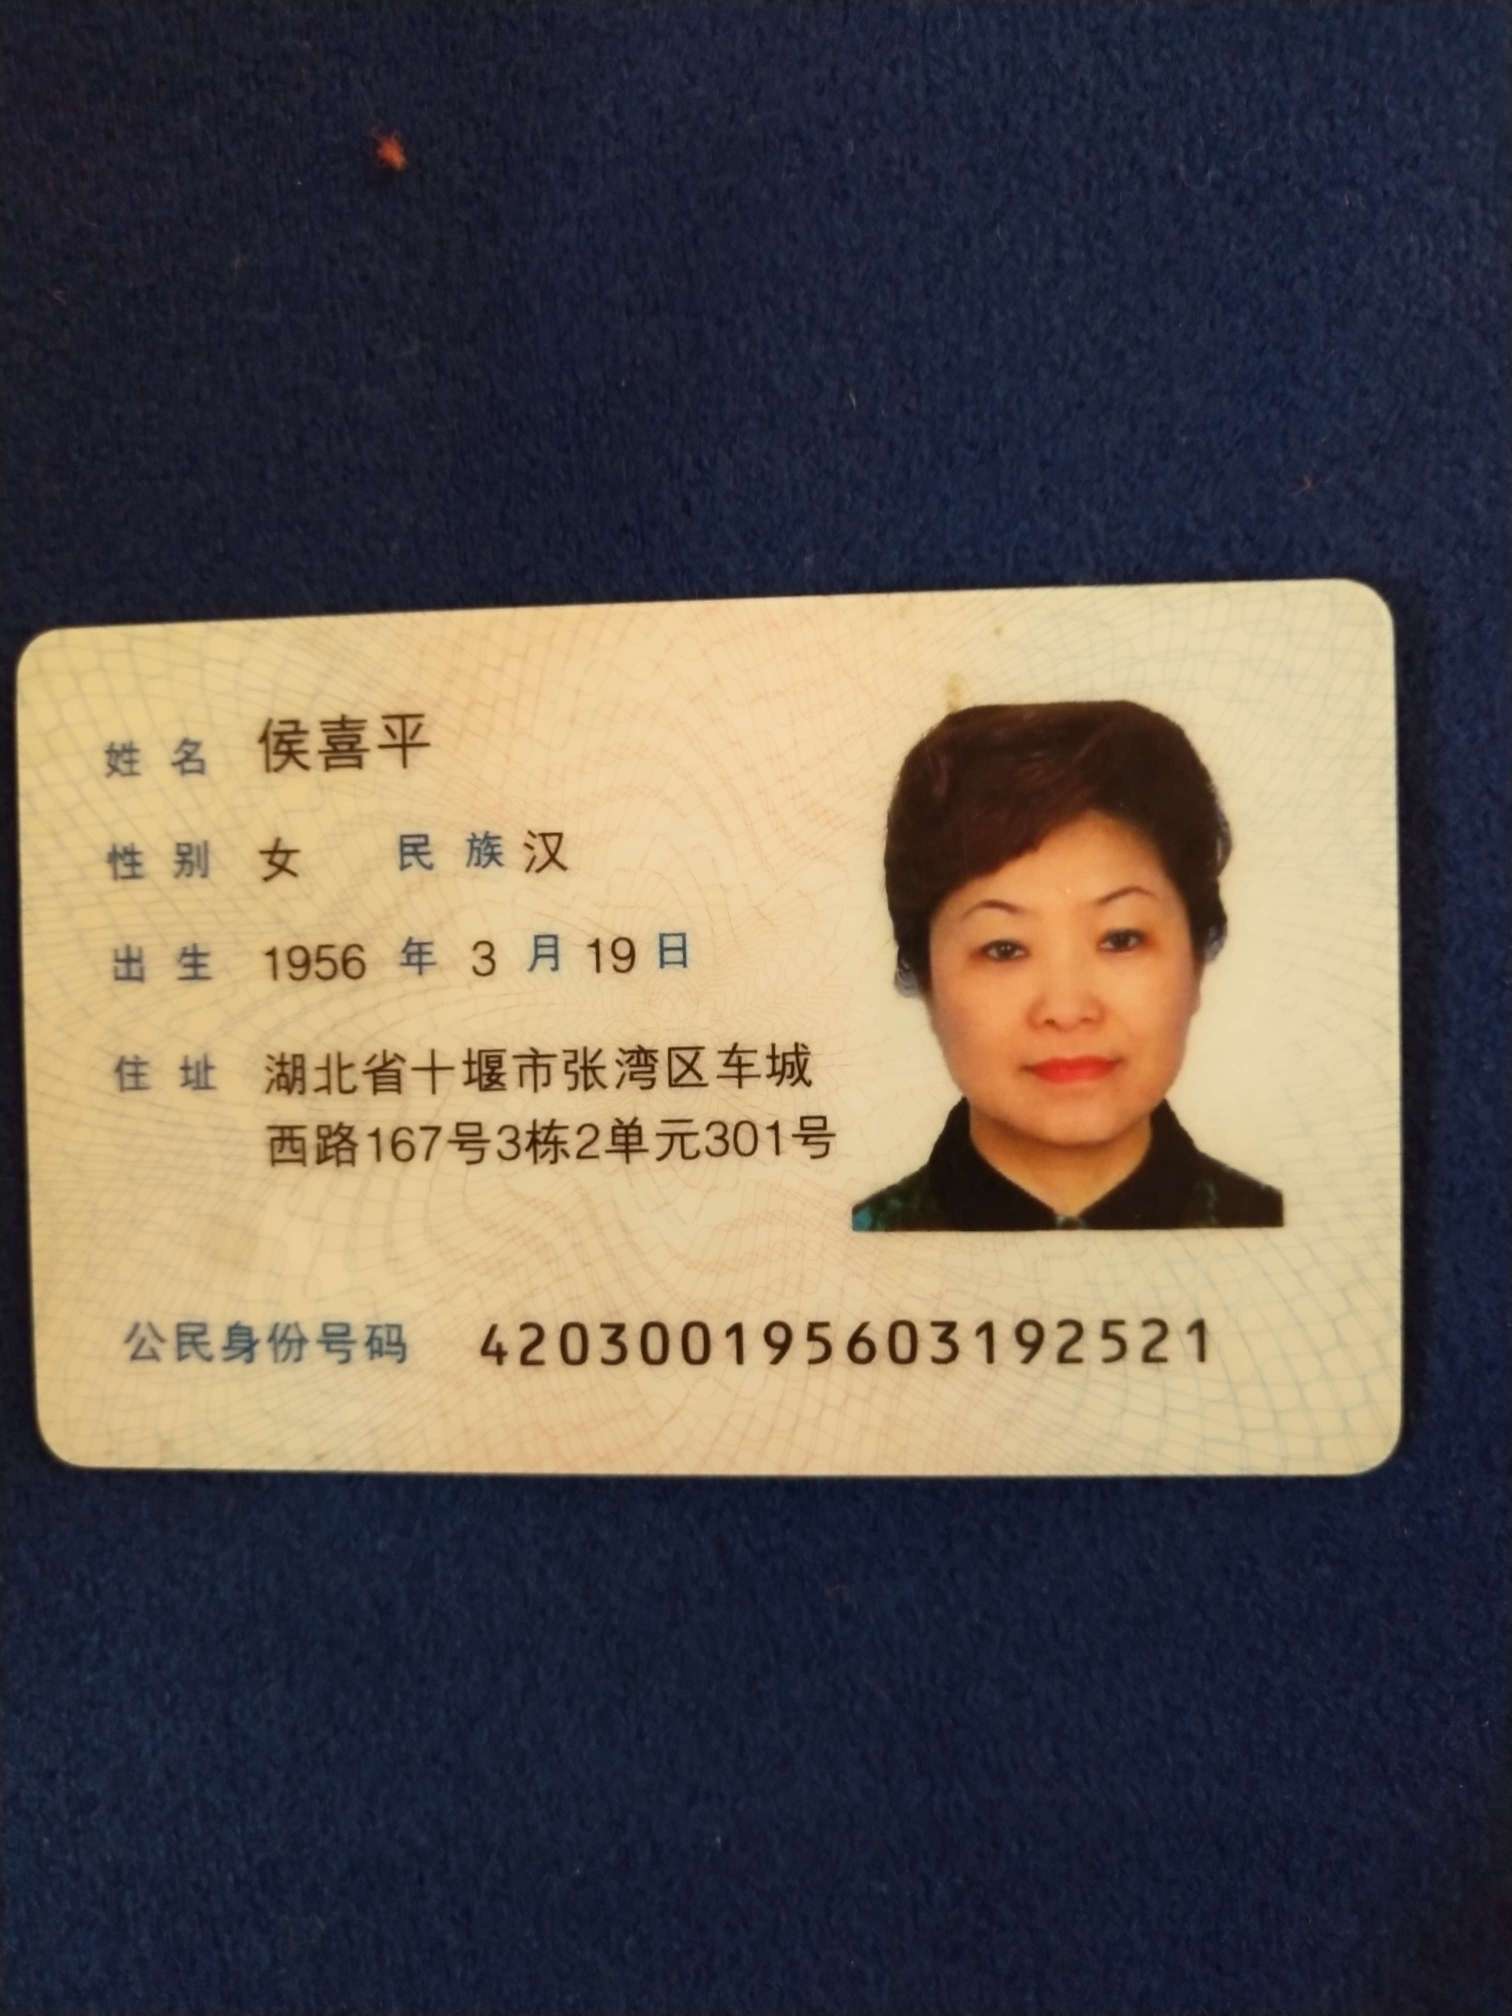 姓名 侯喜平
性别 女 民族 汉
出生 1956 年 3 月 19 日
住址 湖北省十堰市张湾区车城
西路167号3栋2单元301号
公民身份号码 420300195603192521